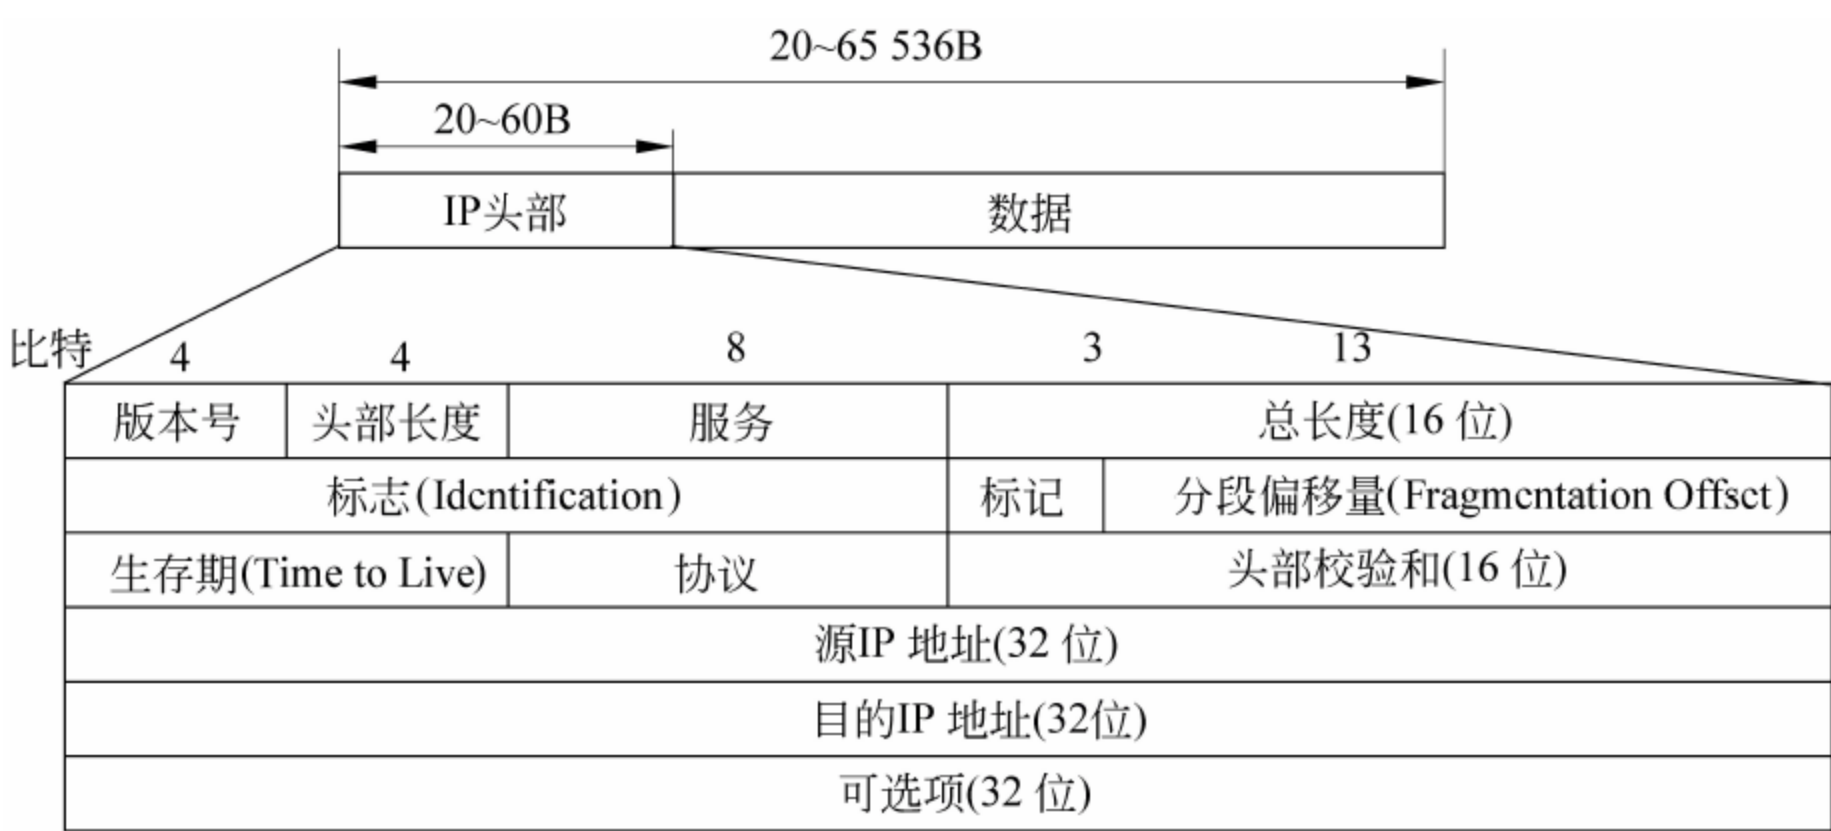 20~65 536B
20~60B
IP头部 数据
比特 4 4 8 3 13
版本号 头部长度 服务 总长度(16 位)
标志(Identification) 标记 分段偏移量(Fragmentation Offset)
生存期(Time to Live) 协议 头部校验和(16 位)
源IP 地址(32 位)
目的IP 地址(32位)
可选项(32 位)